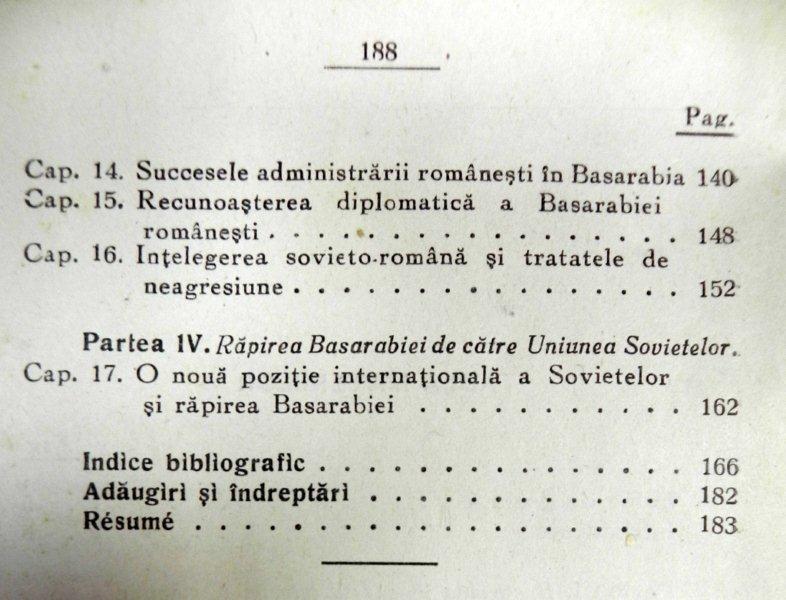 188
Pag.
Cap. 14. Succesele administrării românești în Basarabia 140
Cap. 15. Recunoașterea diplomatică a Basarabiei
românești . . . . . . . . . . . . . . . . 148
Cap. 16. Ințelegerea sovieto-română și tratatele de
neagresiune . . . . . . . . . . . . . . . 152
Partea IV. Răpirea Basarabiei de către Uniunea Sovietelor.
Cap. 17. O nouă poziție internațională a Sovietelor
și răpirea Basarabiei . . . . . . . . . . . 162
Indice bibliografic . . . . . . . . . . . . . . . 166
Adăugiri și îndreptări . . . . . . . . . . . . . 182
Résumé . . . . . . . . . . . . . . . . . . . . 183